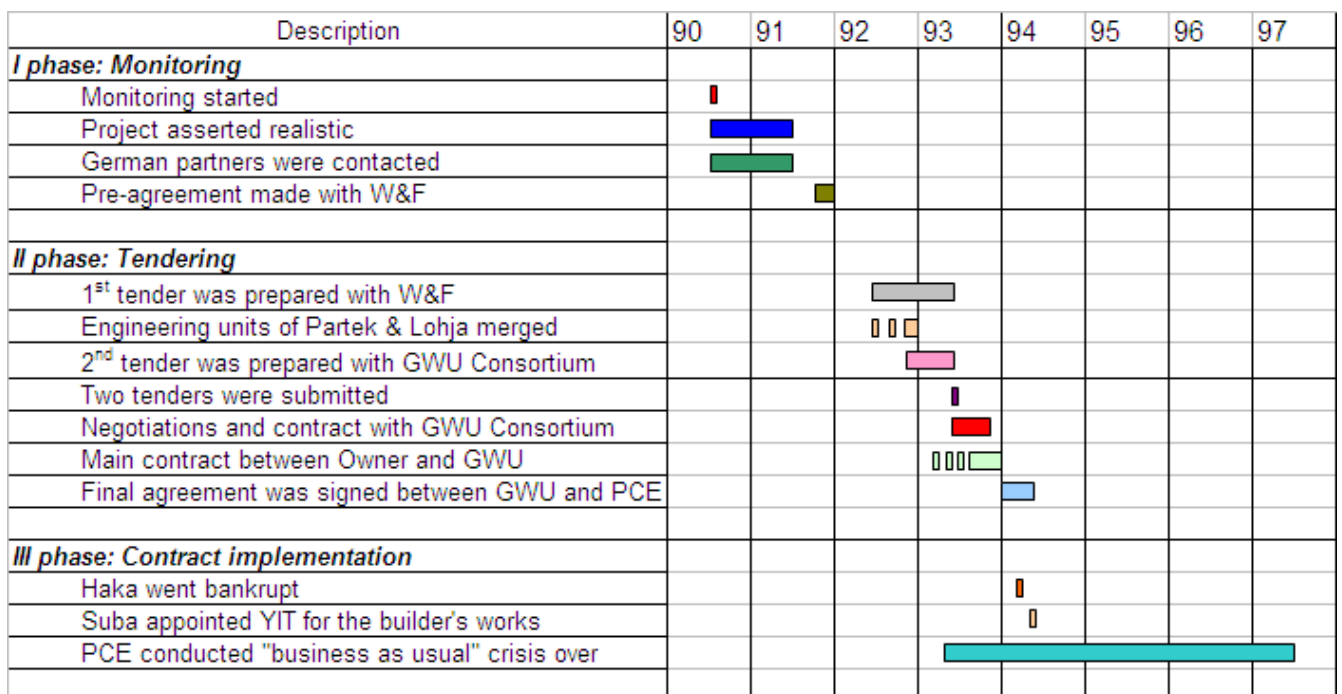 Description 90 91 92 93 94 95 96 97
I phase: Monitoring
Monitoring started
Project asserted realistic
German partners were contacted
Pre-agreement made with W&F
II phase: Tendering
1st tender was prepared with W&F
Engineering units of Partek & Lohja merged
2nd tender was prepared with GWU Consortium
Two tenders were submitted
Negotiations and contract with GWU Consortium
Main contract between Owner and GWU
Final agreement was signed between GWU and PCE
III phase: Contract implementation
Haka went bankrupt
Suba appointed YIT for the builder's works
PCE conducted "business as usual" crisis over